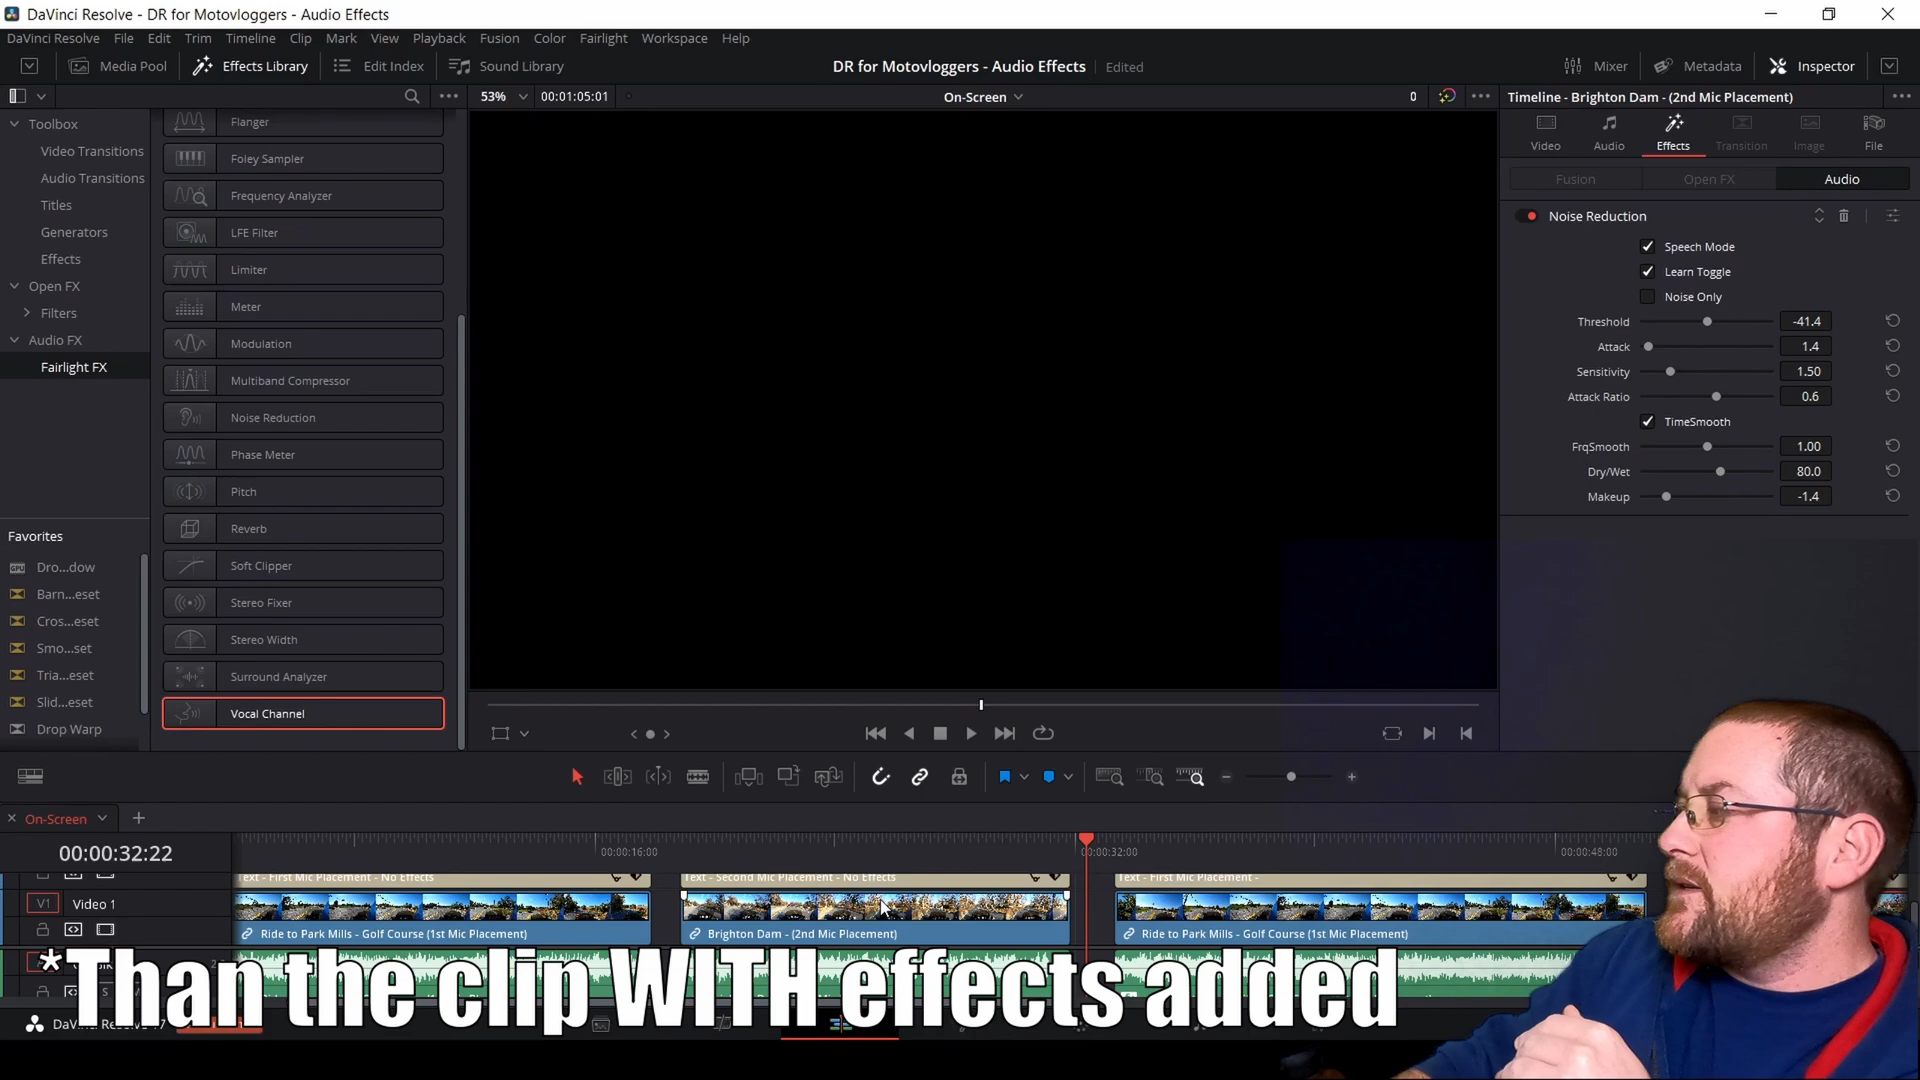 DaVinci Resolve - DR for Motovloggers - Audio Effects
DaVinci Resolve File Edit Trim Timeline Clip Mark View Playback Fusion Color Fairlight Workspace Help
Media Pool Effects Library Edit Index Sound Library DR for Motovloggers - Audio Effects Edited Mixer Metadata Inspector
53% 00:01:05:01 On-Screen 0 Timeline - Brighton Dam - (2nd Mic Placement)
Toolbox
Video Transitions
Audio Transitions
Titles
Generators
Effects
Open FX
Filters
Audio FX
Fairlight FX
Favorites
Dro...dow
Barn...eset
Cros...eset
Smo...set
Tria...eset
Slid...eset
Drop Warp
Flanger
Foley Sampler
Frequency Analyzer
LFE Filter
Limiter
Meter
Modulation
Multiband Compressor
Noise Reduction
Phase Meter
Pitch
Reverb
Soft Clipper
Stereo Fixer
Stereo Width
Surround Analyzer
Vocal Channel
Video Audio Effects Transition Image File
Fusion Open FX Audio
Noise Reduction
Speech Mode
Learn Toggle
Noise Only
Threshold -41.4
Attack 1.4
Sensitivity 1.50
Attack Ratio 0.6
TimeSmooth
FrqSmooth 1.00
Dry/Wet 80.0
Makeup -1.4
On-Screen
00:00:32:22 00:00:16:00 00:00:32:00 00:00:48:00
Text - First Mic Placement - No Effects Text - Second Mic Placement - No Effects Text - First Mic Placement -
V1 Video 1
Ride to Park Mills - Golf Course (1st Mic Placement) Brighton Dam - (2nd Mic Placement) Ride to Park Mills - Golf Course (1st Mic Placement)
*Than the clip WITH effects added